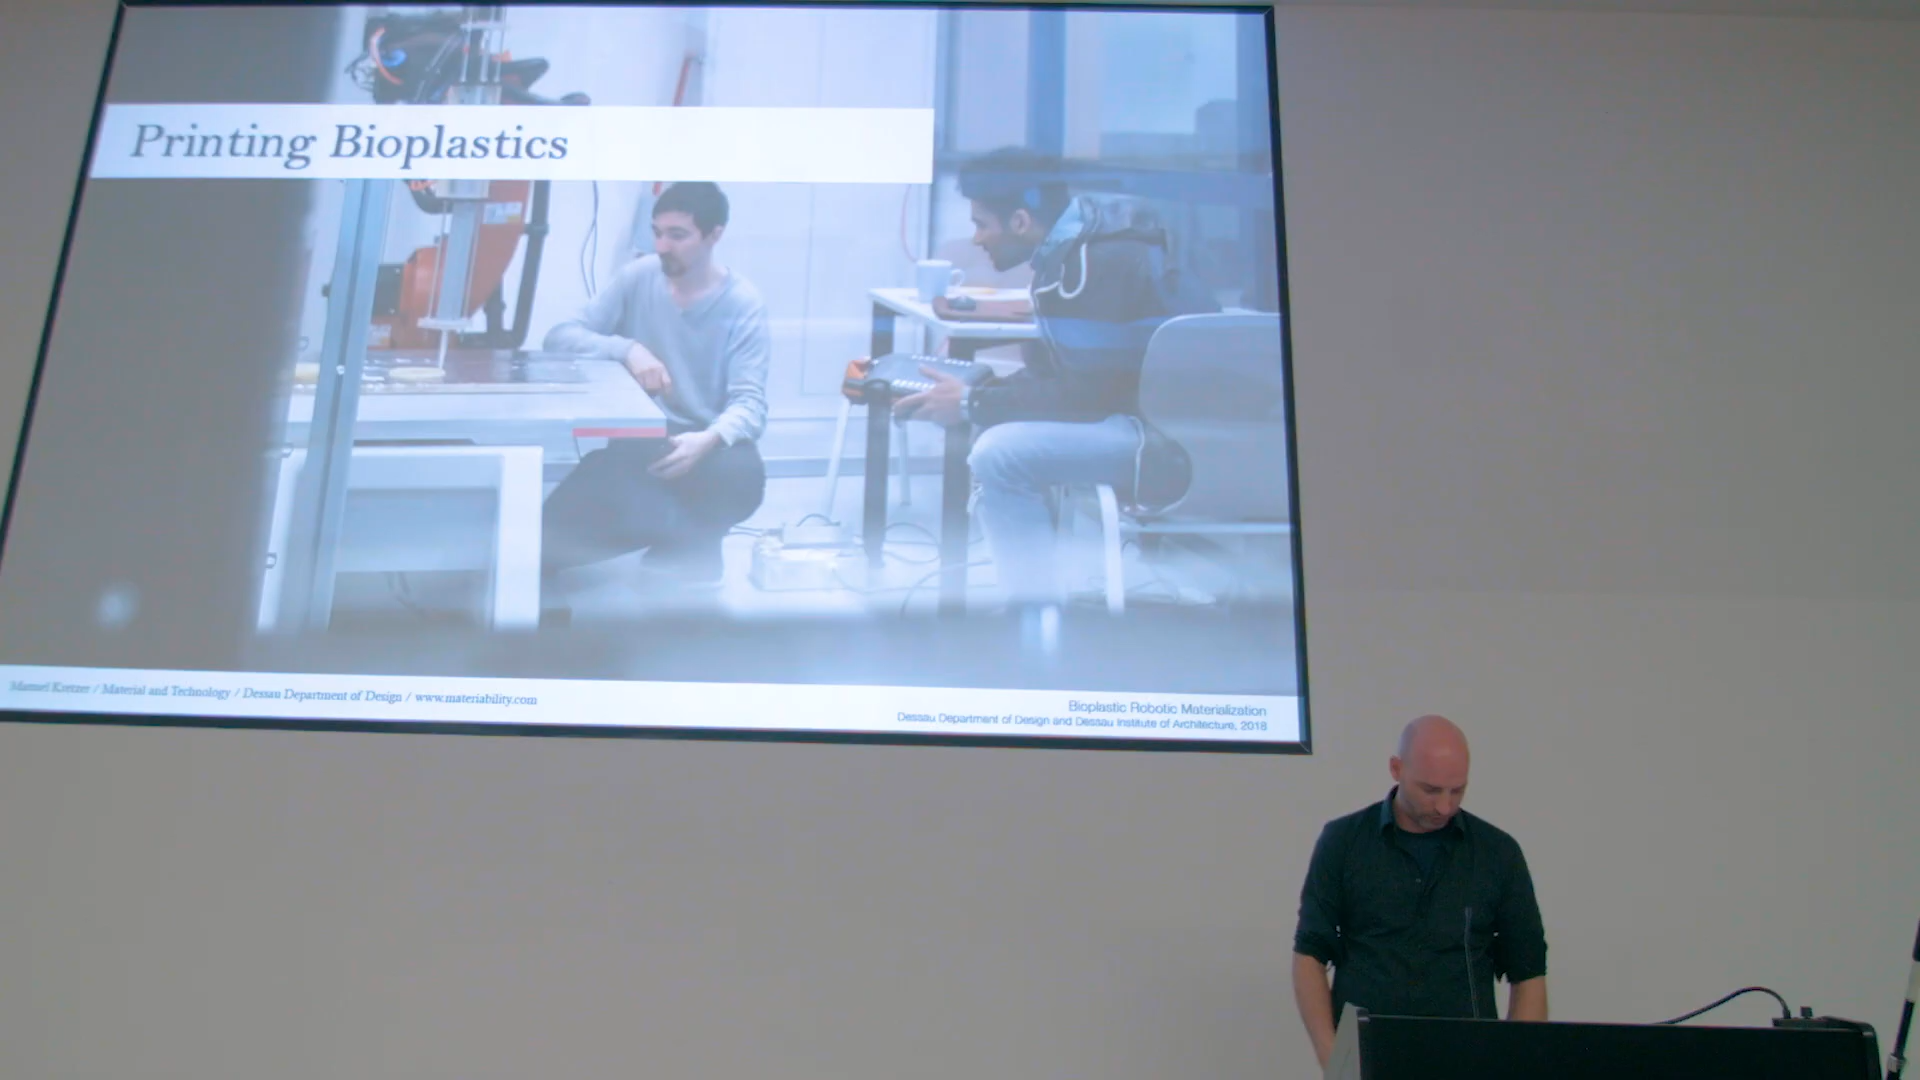 Printing Bioplastics
Manuel Kretzer / Material and Technology / Dessau Department of Design / www.materiability.com
Bioplastic Robotic Materialization
Dessau Department of Design and Dessau Institute of Architecture, 2018